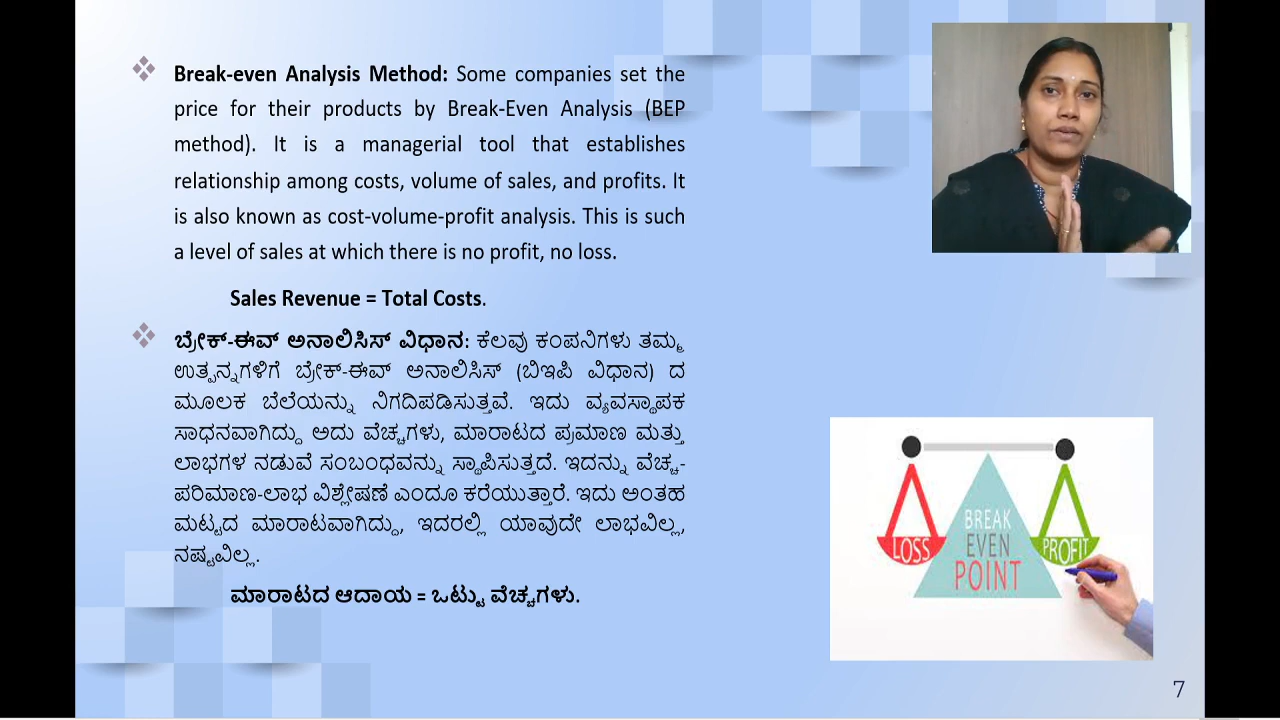 Break-even Analysis Method: Some companies set the
price for their products by Break-Even Analysis (BEP
method). It is a managerial tool that establishes
relationship among costs, volume of sales, and profits. It
is also known as cost-volume-profit analysis. This is such
a level of sales at which there is no profit, no loss.
Sales Revenue = Total Costs.
ಬ್ರೇಕ್-ಈವ್ ಅನಾಲಿಸಿಸ್ ವಿಧಾನ: ಕೆಲವು ಕಂಪನಿಗಳು ತಮ್ಮ
ಉತ್ಪನ್ನಗಳಿಗೆ ಬ್ರೇಕ್-ಈವ್ ಅನಾಲಿಸಿಸ್ (ಬಿಇಪಿ ವಿಧಾನ) ದ
ಮೂಲಕ ಬೆಲೆಯನ್ನು ನಿಗದಿಪಡಿಸುತ್ತವೆ. ಇದು ವ್ಯವಸ್ಥಾಪಕ
ಸಾಧನವಾಗಿದ್ದು ಅದು ವೆಚ್ಚಗಳು, ಮಾರಾಟದ ಪ್ರಮಾಣ ಮತ್ತು
ಲಾಭಗಳ ನಡುವೆ ಸಂಬಂಧವನ್ನು ಸ್ಥಾಪಿಸುತ್ತದೆ. ಇದನ್ನು ವೆಚ್ಚ-
ಪರಿಮಾಣ-ಲಾಭ ವಿಶ್ಲೇಷಣೆ ಎಂದೂ ಕರೆಯುತ್ತಾರೆ. ಇದು ಅಂತಹ
ಮಟ್ಟದ ಮಾರಾಟವಾಗಿದ್ದು, ಇದರಲ್ಲಿ ಯಾವುದೇ ಲಾಭವಿಲ್ಲ,
ನಷ್ಟವಿಲ್ಲ.
ಮಾರಾಟದ ಆದಾಯ = ಒಟ್ಟು ವೆಚ್ಚಗಳು.
LOSS
BREAK
EVEN
POINT
PROFIT
7